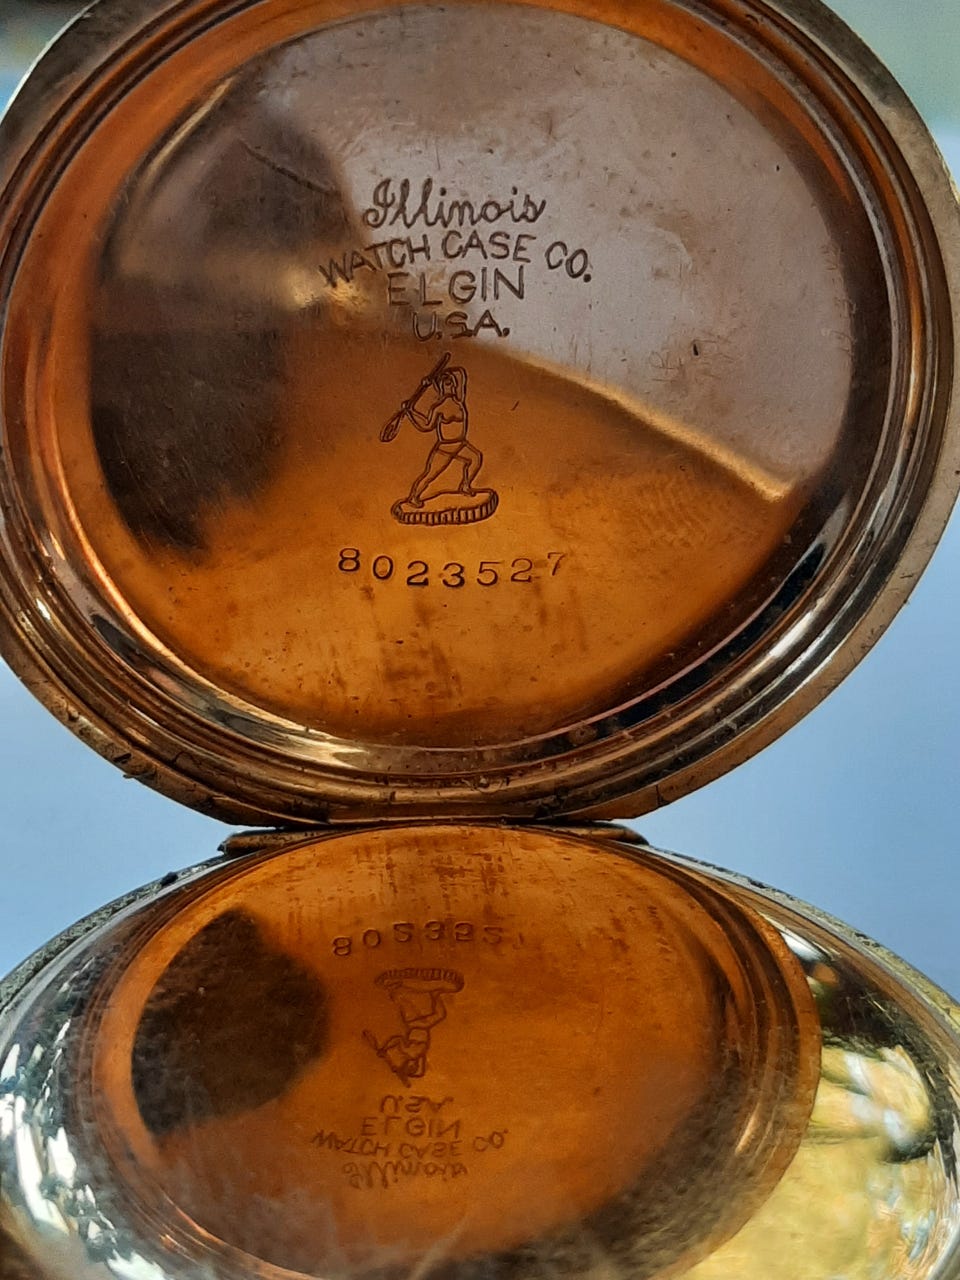 Illinois
WATCH CASE CO.
ELGIN
U.S.A.
8023527